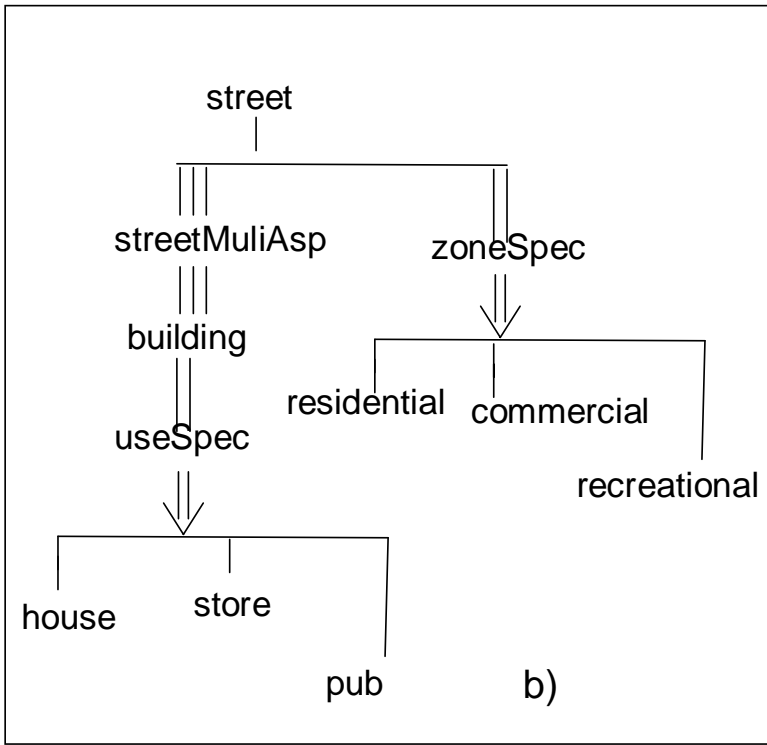 street
streetMuliAsp
zoneSpec
building
residential
commercial
useSpec
recreational
house
store
pub
b)